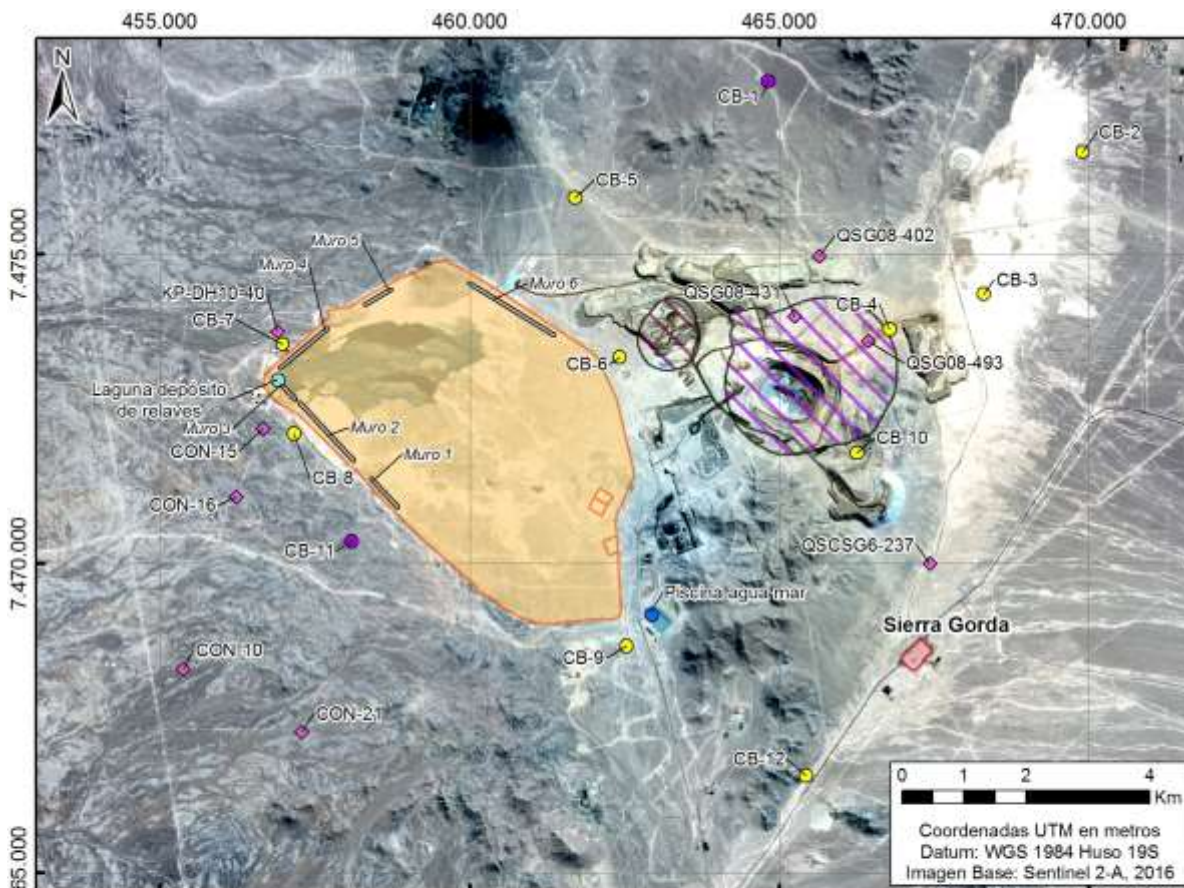 455.000
460.000
465.000
470.000
N
CB-1
CB-2
CB-5
QSG08-402
7.475.000
Muro 5
Muro 4
Muro 6
KP-DH10-40
QSG08-431
CB-4
CB-3
CB-7
CB-6
QSG08-493
Laguna depósito
de relaves
Muro 3
Muro 2
CON-15
Muro 1
CB-10
CB-8
CON-16
CB-11
QSCSG6-237
7.470.000
Piscina agua mar
Sierra Gorda
CB-9
CON-10
CON-21
CB-12
0 1 2 4
Km
Coordenadas UTM en metros
Datum: WGS 1984 Huso 19S
Imagen Base: Sentinel 2-A, 2016
65.000